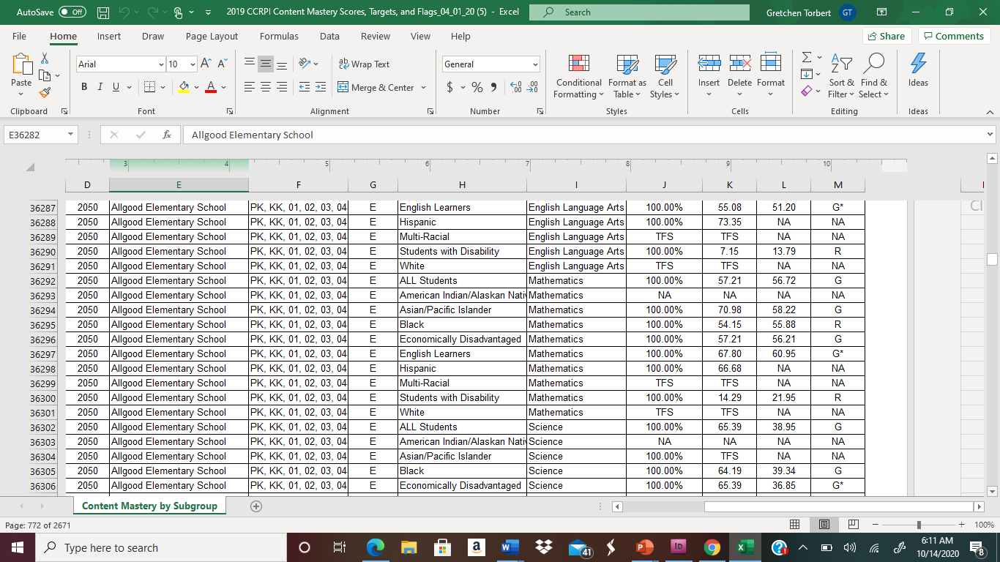 AutoSave Off 2019 CCRPI Content Mastery Scores, Targets, and Flags_04_01_20 (5) - Excel Search Gretchen Torbert GT
File Home Insert Draw Page Layout Formulas Data Review View Help Share Comments
Paste Arial 10 B I U A Wrap Text Merge & Center General $ % Conditional Formatting Format as Table Cell Styles Insert Delete Format Sort & Filter Find & Select Ideas
Clipboard Font Alignment Number Styles Cells Editing Ideas
E36282 fx Allgood Elementary School
3 4 5 6 7 8 9 10
D E F G H I J K L M
36287 2050 Allgood Elementary School PK, KK, 01, 02, 03, 04 E English Learners English Language Arts 100.00% 55.08 51.20 G*
36288 2050 Allgood Elementary School PK, KK, 01, 02, 03, 04 E Hispanic English Language Arts 100.00% 73.35 NA NA
36289 2050 Allgood Elementary School PK, KK, 01, 02, 03, 04 E Multi-Racial English Language Arts TFS TFS NA NA
36290 2050 Allgood Elementary School PK, KK, 01, 02, 03, 04 E Students with Disability English Language Arts 100.00% 7.15 13.79 R
36291 2050 Allgood Elementary School PK, KK, 01, 02, 03, 04 E White English Language Arts TFS TFS NA NA
36292 2050 Allgood Elementary School PK, KK, 01, 02, 03, 04 E ALL Students Mathematics 100.00% 57.21 56.72 G
36293 2050 Allgood Elementary School PK, KK, 01, 02, 03, 04 E American Indian/Alaskan Nativ Mathematics NA NA NA NA
36294 2050 Allgood Elementary School PK, KK, 01, 02, 03, 04 E Asian/Pacific Islander Mathematics 100.00% 70.98 58.22 G
36295 2050 Allgood Elementary School PK, KK, 01, 02, 03, 04 E Black Mathematics 100.00% 54.15 55.88 R
36296 2050 Allgood Elementary School PK, KK, 01, 02, 03, 04 E Economically Disadvantaged Mathematics 100.00% 57.21 56.21 G
36297 2050 Allgood Elementary School PK, KK, 01, 02, 03, 04 E English Learners Mathematics 100.00% 67.80 60.95 G*
36298 2050 Allgood Elementary School PK, KK, 01, 02, 03, 04 E Hispanic Mathematics 100.00% 66.68 NA NA
36299 2050 Allgood Elementary School PK, KK, 01, 02, 03, 04 E Multi-Racial Mathematics TFS TFS NA NA
36300 2050 Allgood Elementary School PK, KK, 01, 02, 03, 04 E Students with Disability Mathematics 100.00% 14.29 21.95 R
36301 2050 Allgood Elementary School PK, KK, 01, 02, 03, 04 E White Mathematics TFS TFS NA NA
36302 2050 Allgood Elementary School PK, KK, 01, 02, 03, 04 E ALL Students Science 100.00% 65.39 38.95 G
36303 2050 Allgood Elementary School PK, KK, 01, 02, 03, 04 E American Indian/Alaskan Nativ Science NA NA NA NA
36304 2050 Allgood Elementary School PK, KK, 01, 02, 03, 04 E Asian/Pacific Islander Science 100.00% TFS NA NA
36305 2050 Allgood Elementary School PK, KK, 01, 02, 03, 04 E Black Science 100.00% 64.19 39.34 G
36306 2050 Allgood Elementary School PK, KK, 01, 02, 03, 04 E Economically Disadvantaged Science 100.00% 65.39 36.85 G*
Content Mastery by Subgroup
Page: 772 of 2671 100%
Type here to search 41 6:11 AM
10/14/2020 8